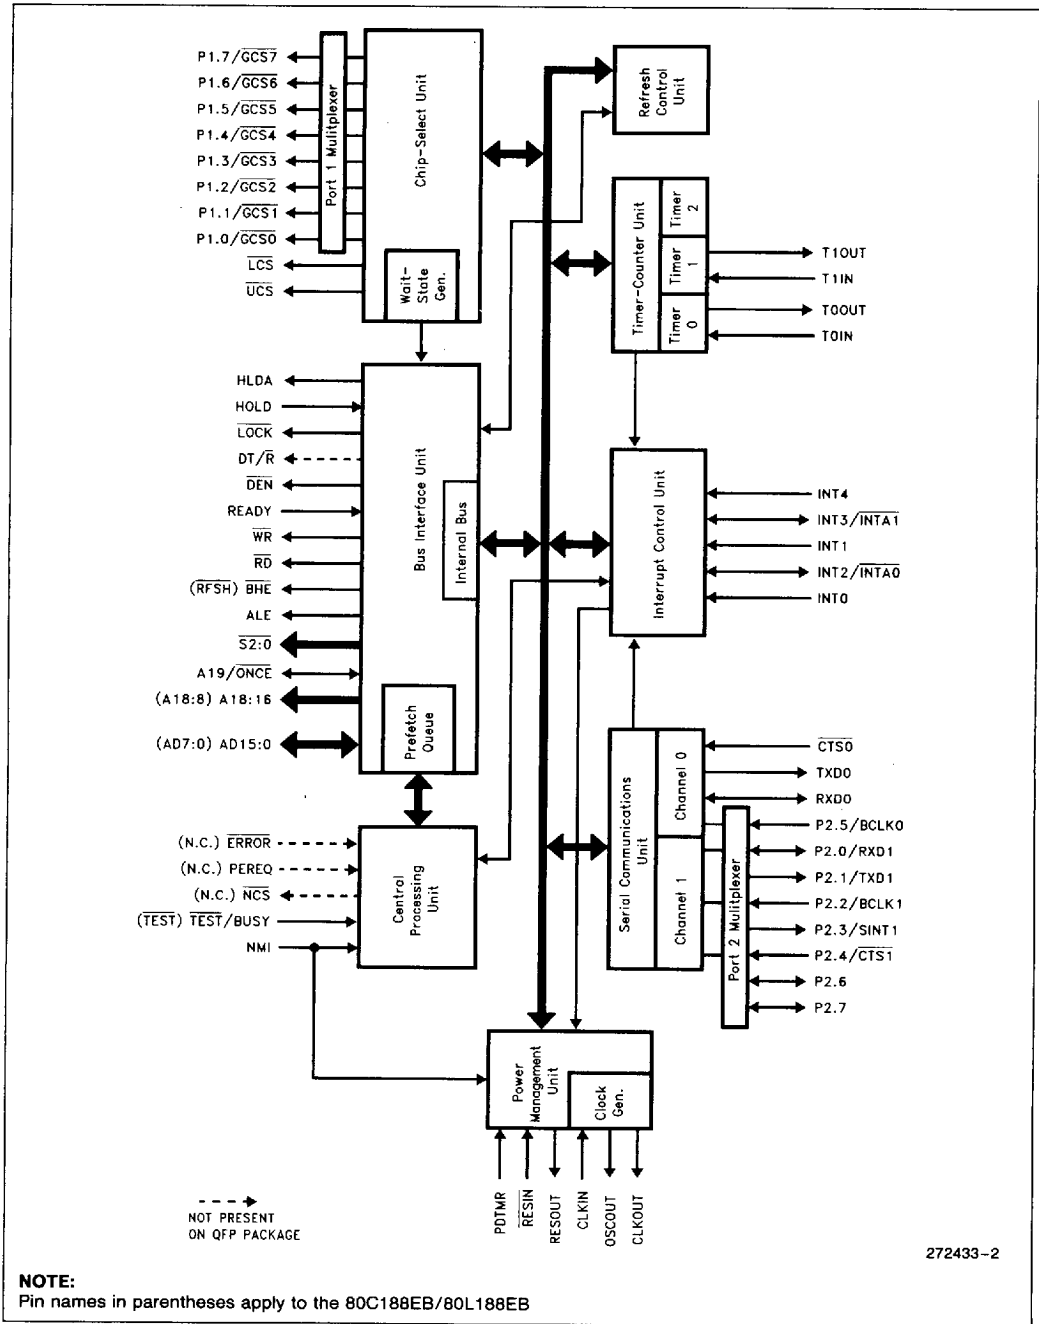 P1.7/GCS7
P1.6/GCS6
P1.5/GCS5
P1.4/GCS4
P1.3/GCS3
P1.2/GCS2
P1.1/GCS1
P1.0/GCS0
LCS
UCS
Port 1 Mulitplexer
Chip-Select Unit
Wait-
State
Gen.
HLDA
HOLD
LOCK
DT/R
DEN
READY
WR
RD
(RFSH) BHE
ALE
S2:0
A19/ONCE
(A18:8) A18:16
(AD7:0) AD15:0
Bus Interface Unit
Internal Bus
Prefetch
Queue
(N.C.) ERROR
(N.C.) PEREQ
(N.C.) NCS
(TEST) TEST/BUSY
NMI
Central
Processing
Unit
Refresh
Control
Unit
Timer-Counter Unit
Timer
2
Timer
1
Timer
0
T1OUT
T1IN
T0OUT
T0IN
Interrupt Control Unit
INT4
INT3/INTA1
INT1
INT2/INTA0
INT0
Serial Communications
Unit
Channel 0
Channel 1
Port 2 Mulitplexer
CTS0
TXD0
RXD0
P2.5/BCLK0
P2.0/RXD1
P2.1/TXD1
P2.2/BCLK1
P2.3/SINT1
P2.4/CTS1
P2.6
P2.7
Power
Management
Unit
Clock
Gen.
PDTMR
RESIN
RESOUT
CLKIN
OSCOUT
CLKOUT
NOT PRESENT
ON QFP PACKAGE
272433-2
NOTE:
Pin names in parentheses apply to the 80C188EB/80L188EB